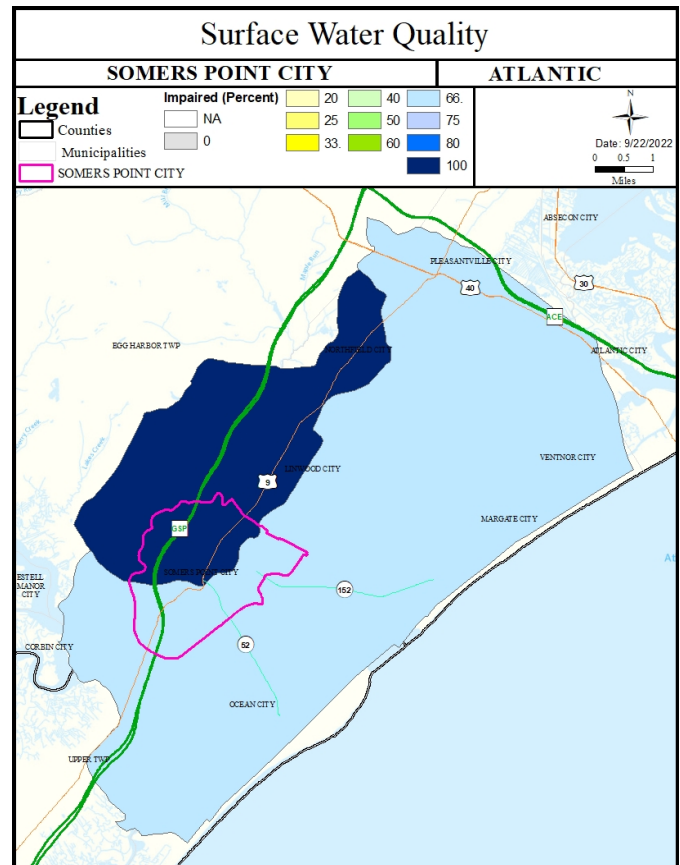 Surface Water Quality
SOMERS POINT CITY
ATLANTIC
Legend
Counties
Municipalities
SOMERS POINT CITY
Impaired (Percent)
NA
0
20
25
33.
40
50
60
66.
75
80
100
N
Date: 9/22/2022
0 0.5 1
Miles
ABSECON CITY
PLEASANTVILLE CITY
30
40
ACE
EGG HARBOR TWP
NORTHFIELD CITY
ATLANTIC CITY
LINWOOD CITY
VENTNOR CITY
9
MARGATE CITY
GSP
SOMERS POINT CITY
ESTELL
MANOR
CITY
152
CORBIN CITY
52
OCEAN CITY
UPPER TWP